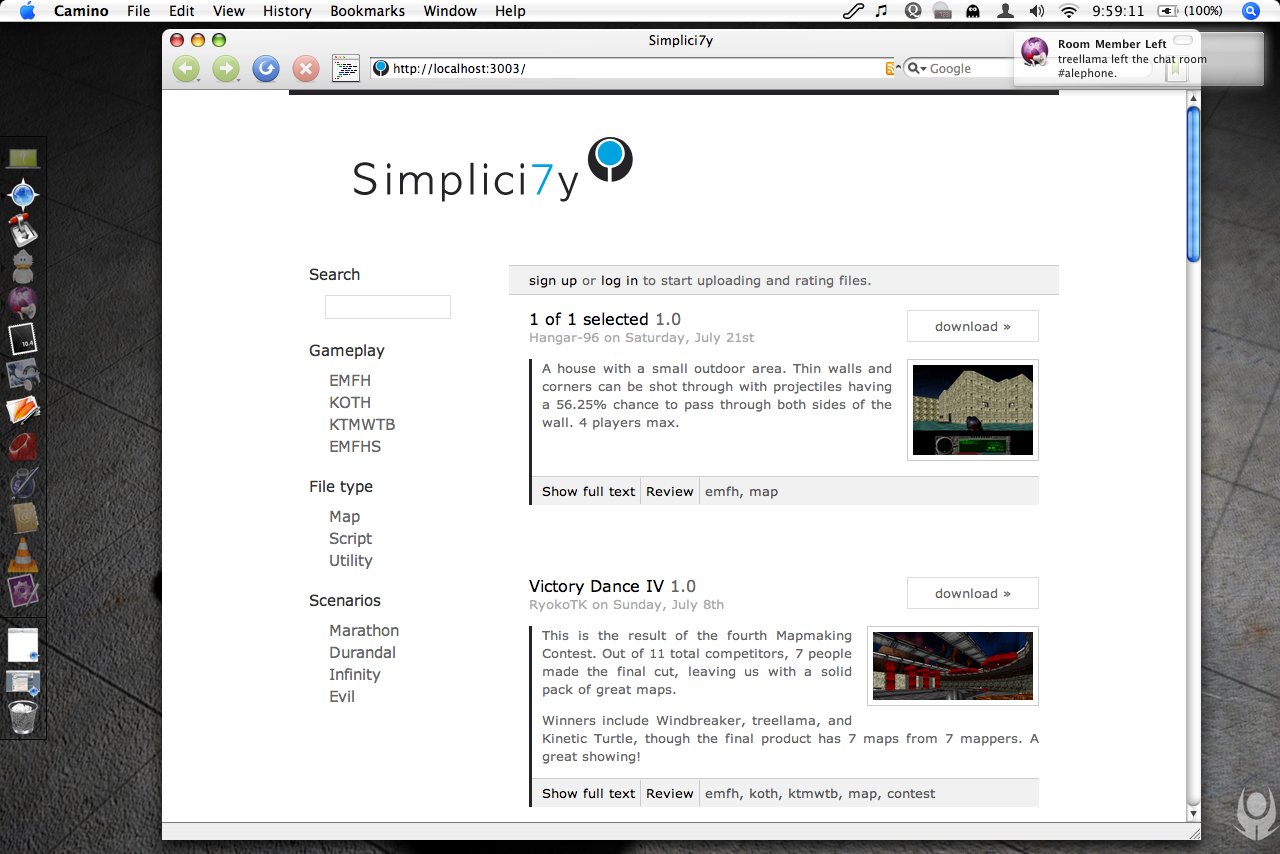 Camino File Edit View History Bookmarks Window Help 9:59:11 (100%)
Simplici7y
http://localhost:3003/
Google
Room Member Left
treellama left the chat room
#alephone.
10.4
Simplici7y
Search
Gameplay
EMFH
KOTH
KTMWTB
EMFHS
File type
Map
Script
Utility
Scenarios
Marathon
Durandal
Infinity
Evil
sign up or log in to start uploading and rating files.
1 of 1 selected 1.0
Hangar-96 on Saturday, July 21st
download »
A house with a small outdoor area. Thin walls and
corners can be shot through with projectiles having
a 56.25% chance to pass through both sides of the
wall. 4 players max.
Show full text Review emfh, map
Victory Dance IV 1.0
RyokoTK on Sunday, July 8th
download »
This is the result of the fourth Mapmaking
Contest. Out of 11 total competitors, 7 people
made the final cut, leaving us with a solid
pack of great maps.
Winners include Windbreaker, treellama, and
Kinetic Turtle, though the final product has 7 maps from 7 mappers. A
great showing!
Show full text Review emfh, koth, ktmwtb, map, contest